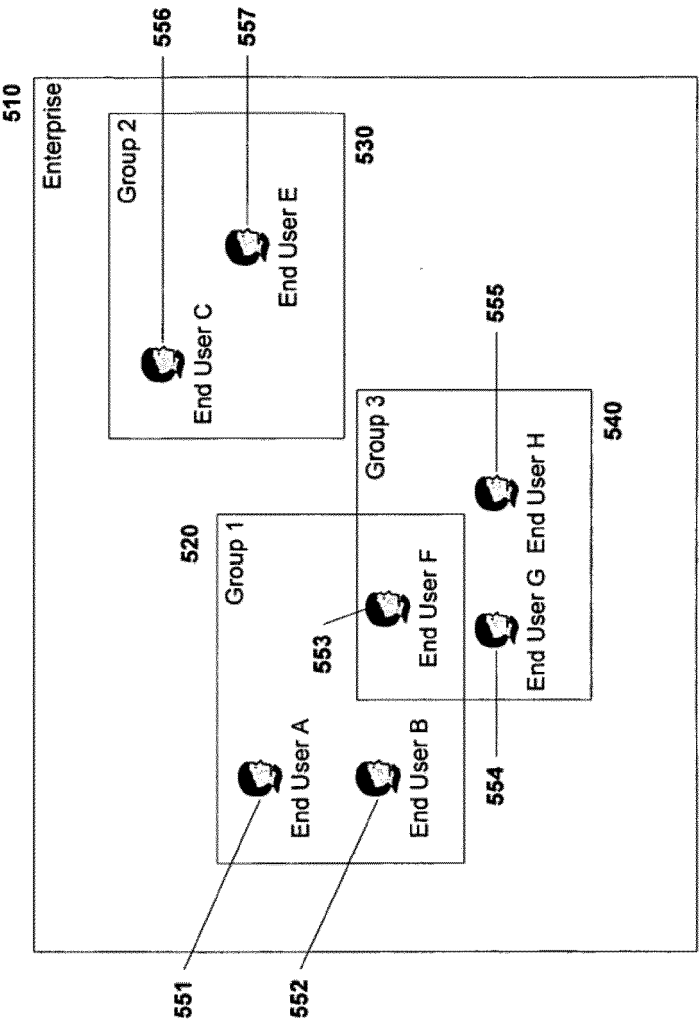 510
Enterprise
Group 2
556
551
520
End User C
Group 1
557
End User E
End User A
552
553
530
Group 3
End User B
End User F
554
555
End User G
End User H
540